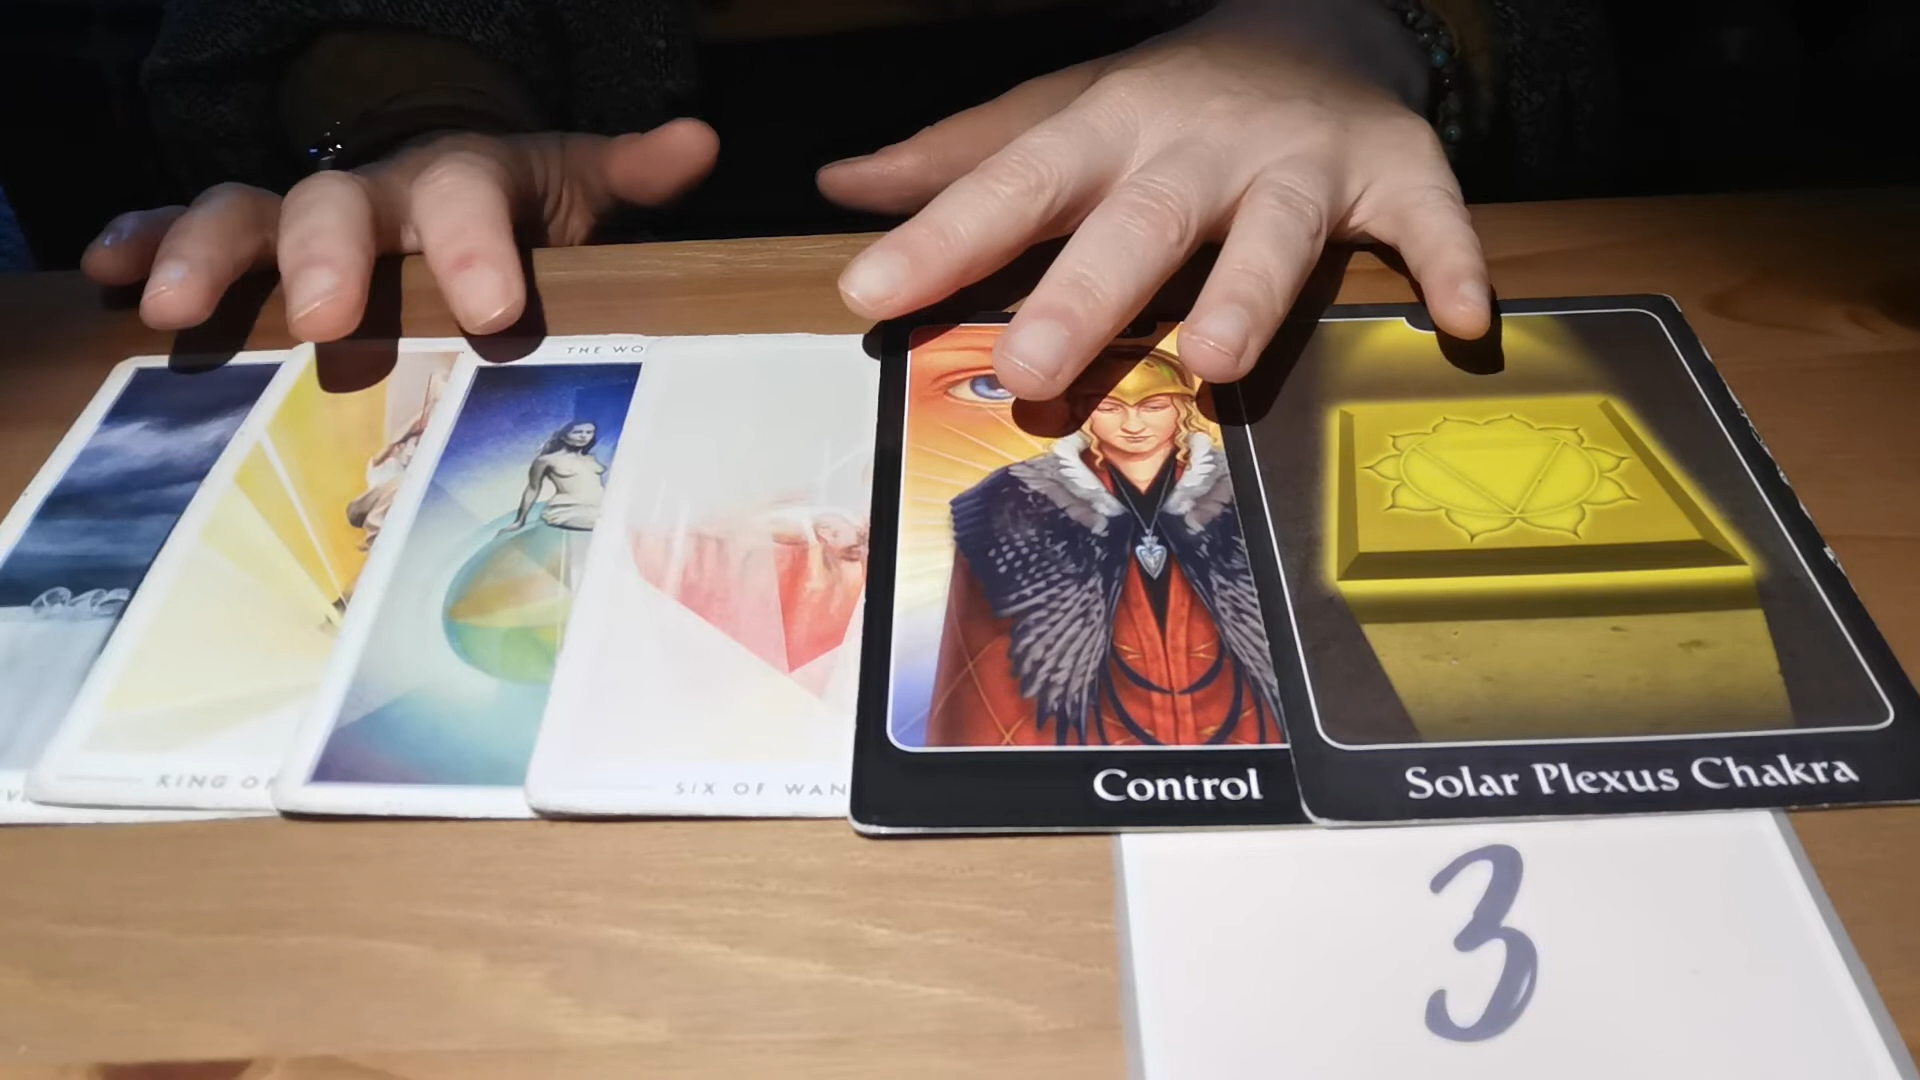 THE WO
KING OF
SIX OF WAN
Control
Solar Plexus Chakra
3